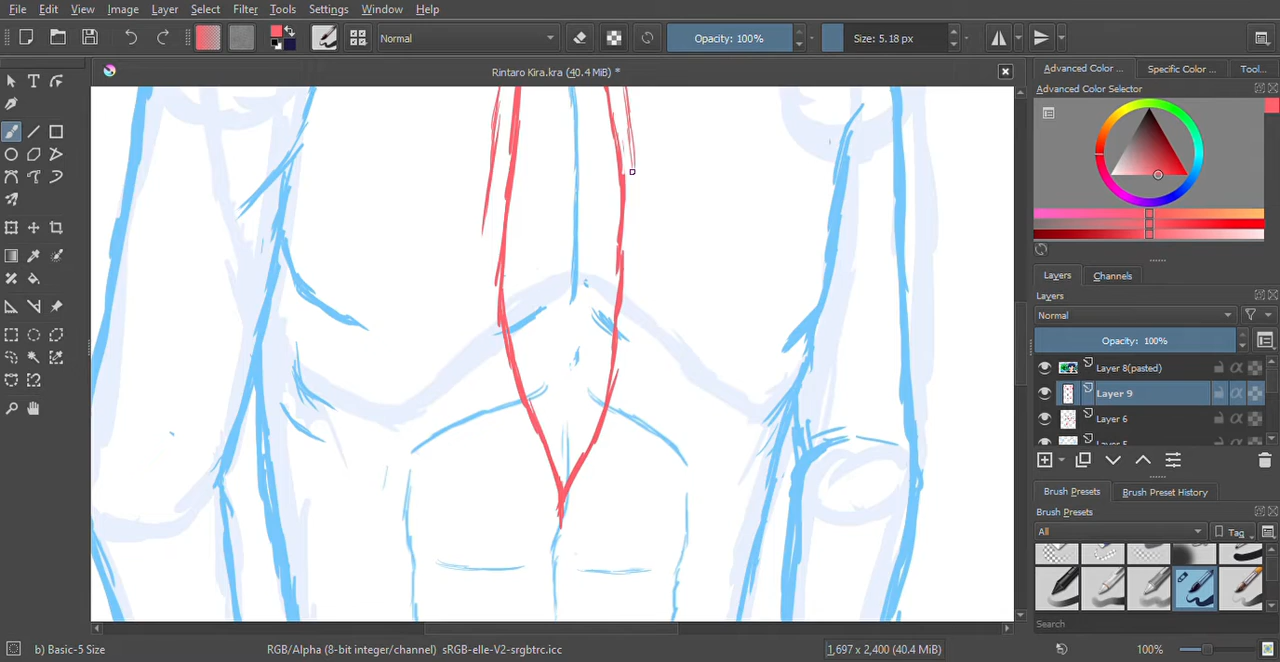 File Edit View Image Layer Select Filter Tools Settings Window Help
Normal Opacity: 100% Size: 5.18 px
Rintaro Kira.kra (40.4 MiB) *
Advanced Color ... Specific Color ... Tool...
Advanced Color Selector
Layers Channels
Layers
Normal
Opacity: 100%
Layer 8(pasted)
Layer 9
Layer 6
Brush Presets Brush Preset History
Brush Presets
All Tag
Search
b) Basic-5 Size RGB/Alpha (8-bit integer/channel) sRGB-elle-V2-srgbtrc.icc 1,697 x 2,400 (40.4 MiB) 100%